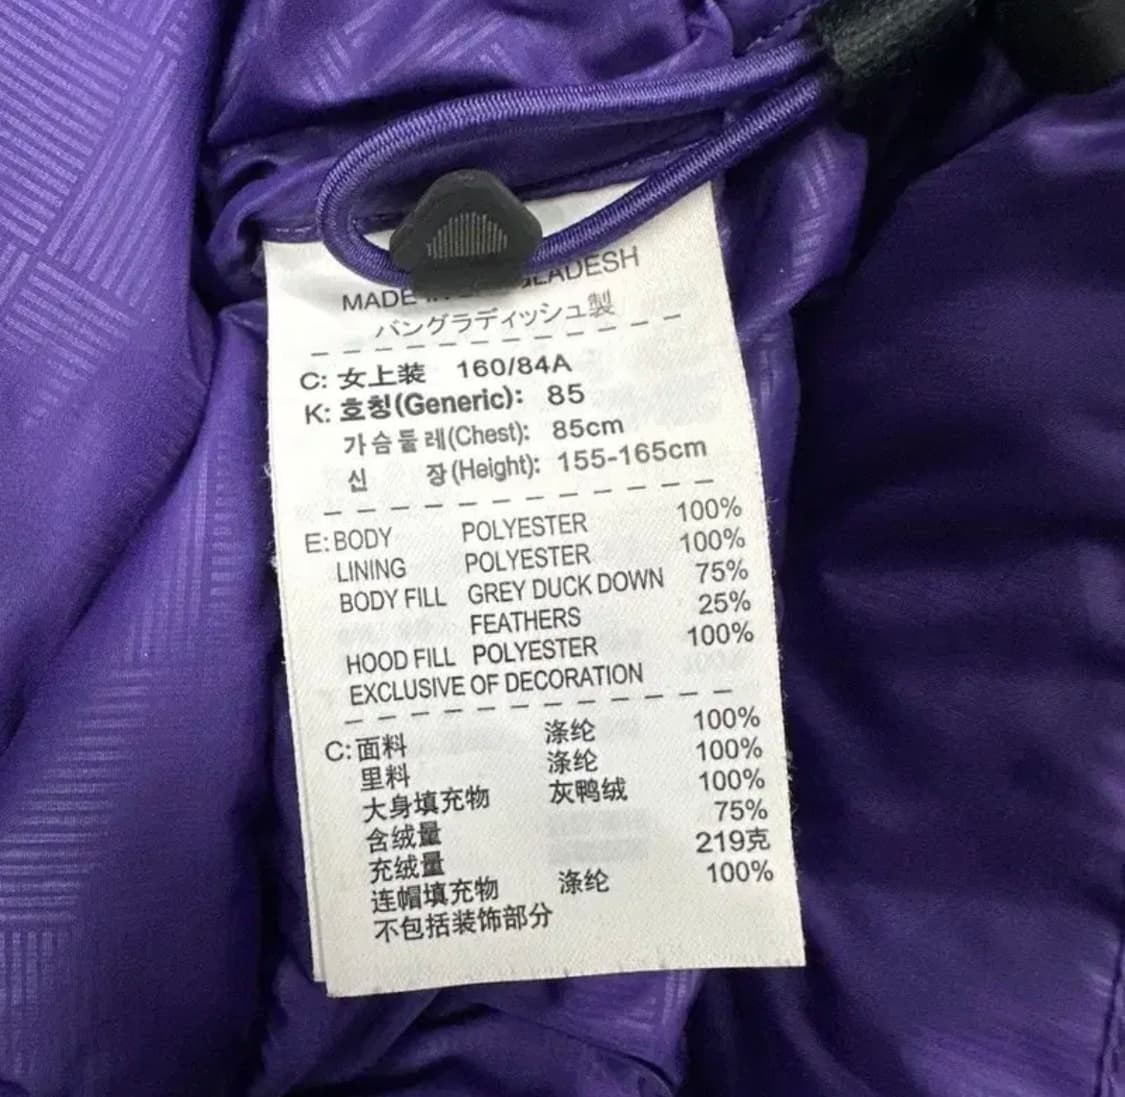 MADE IN BANGLADESH
バングラディッシュ製
C: 女上装 160/84A
K: 호칭(Generic): 85
가슴둘레(Chest): 85cm
신 장(Height): 155-165cm
E: BODY POLYESTER 100%
LINING POLYESTER 100%
BODY FILL GREY DUCK DOWN 75%
FEATHERS 25%
HOOD FILL POLYESTER 100%
EXCLUSIVE OF DECORATION
C: 面料 涤纶 100%
里料 涤纶 100%
大身填充物 灰鸭绒 100%
含绒量 75%
充绒量 219克
连帽填充物 涤纶 100%
不包括装饰部分